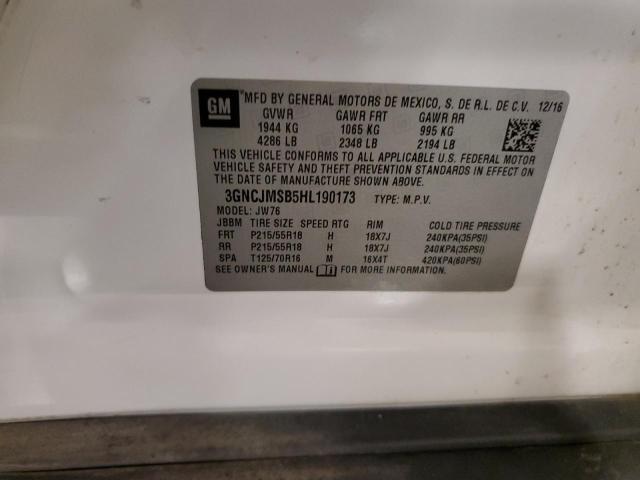 GM ® MFD BY GENERAL MOTORS DE MEXICO, S. DE R.L. DE C.V. 12/16
GVWR GAWR FRT GAWR RR
1944 KG 1065 KG 995 KG
4286 LB 2348 LB 2194 LB
THIS VEHICLE CONFORMS TO ALL APPLICABLE U.S. FEDERAL MOTOR
VEHICLE SAFETY AND THEFT PREVENTION STANDARDS IN EFFECT ON
THE DATE OF MANUFACTURE SHOWN ABOVE.
3GNCJMSB5HL190173 TYPE: M.P.V.
MODEL: JW76
JBBM TIRE SIZE SPEED RTG RIM COLD TIRE PRESSURE
FRT P215/55R18 H 18X7J 240KPA(35PSI)
RR P215/55R18 H 18X7J 240KPA(35PSI)
SPA T125/70R16 M 16X4T 420KPA(60PSI)
SEE OWNER'S MANUAL FOR MORE INFORMATION.